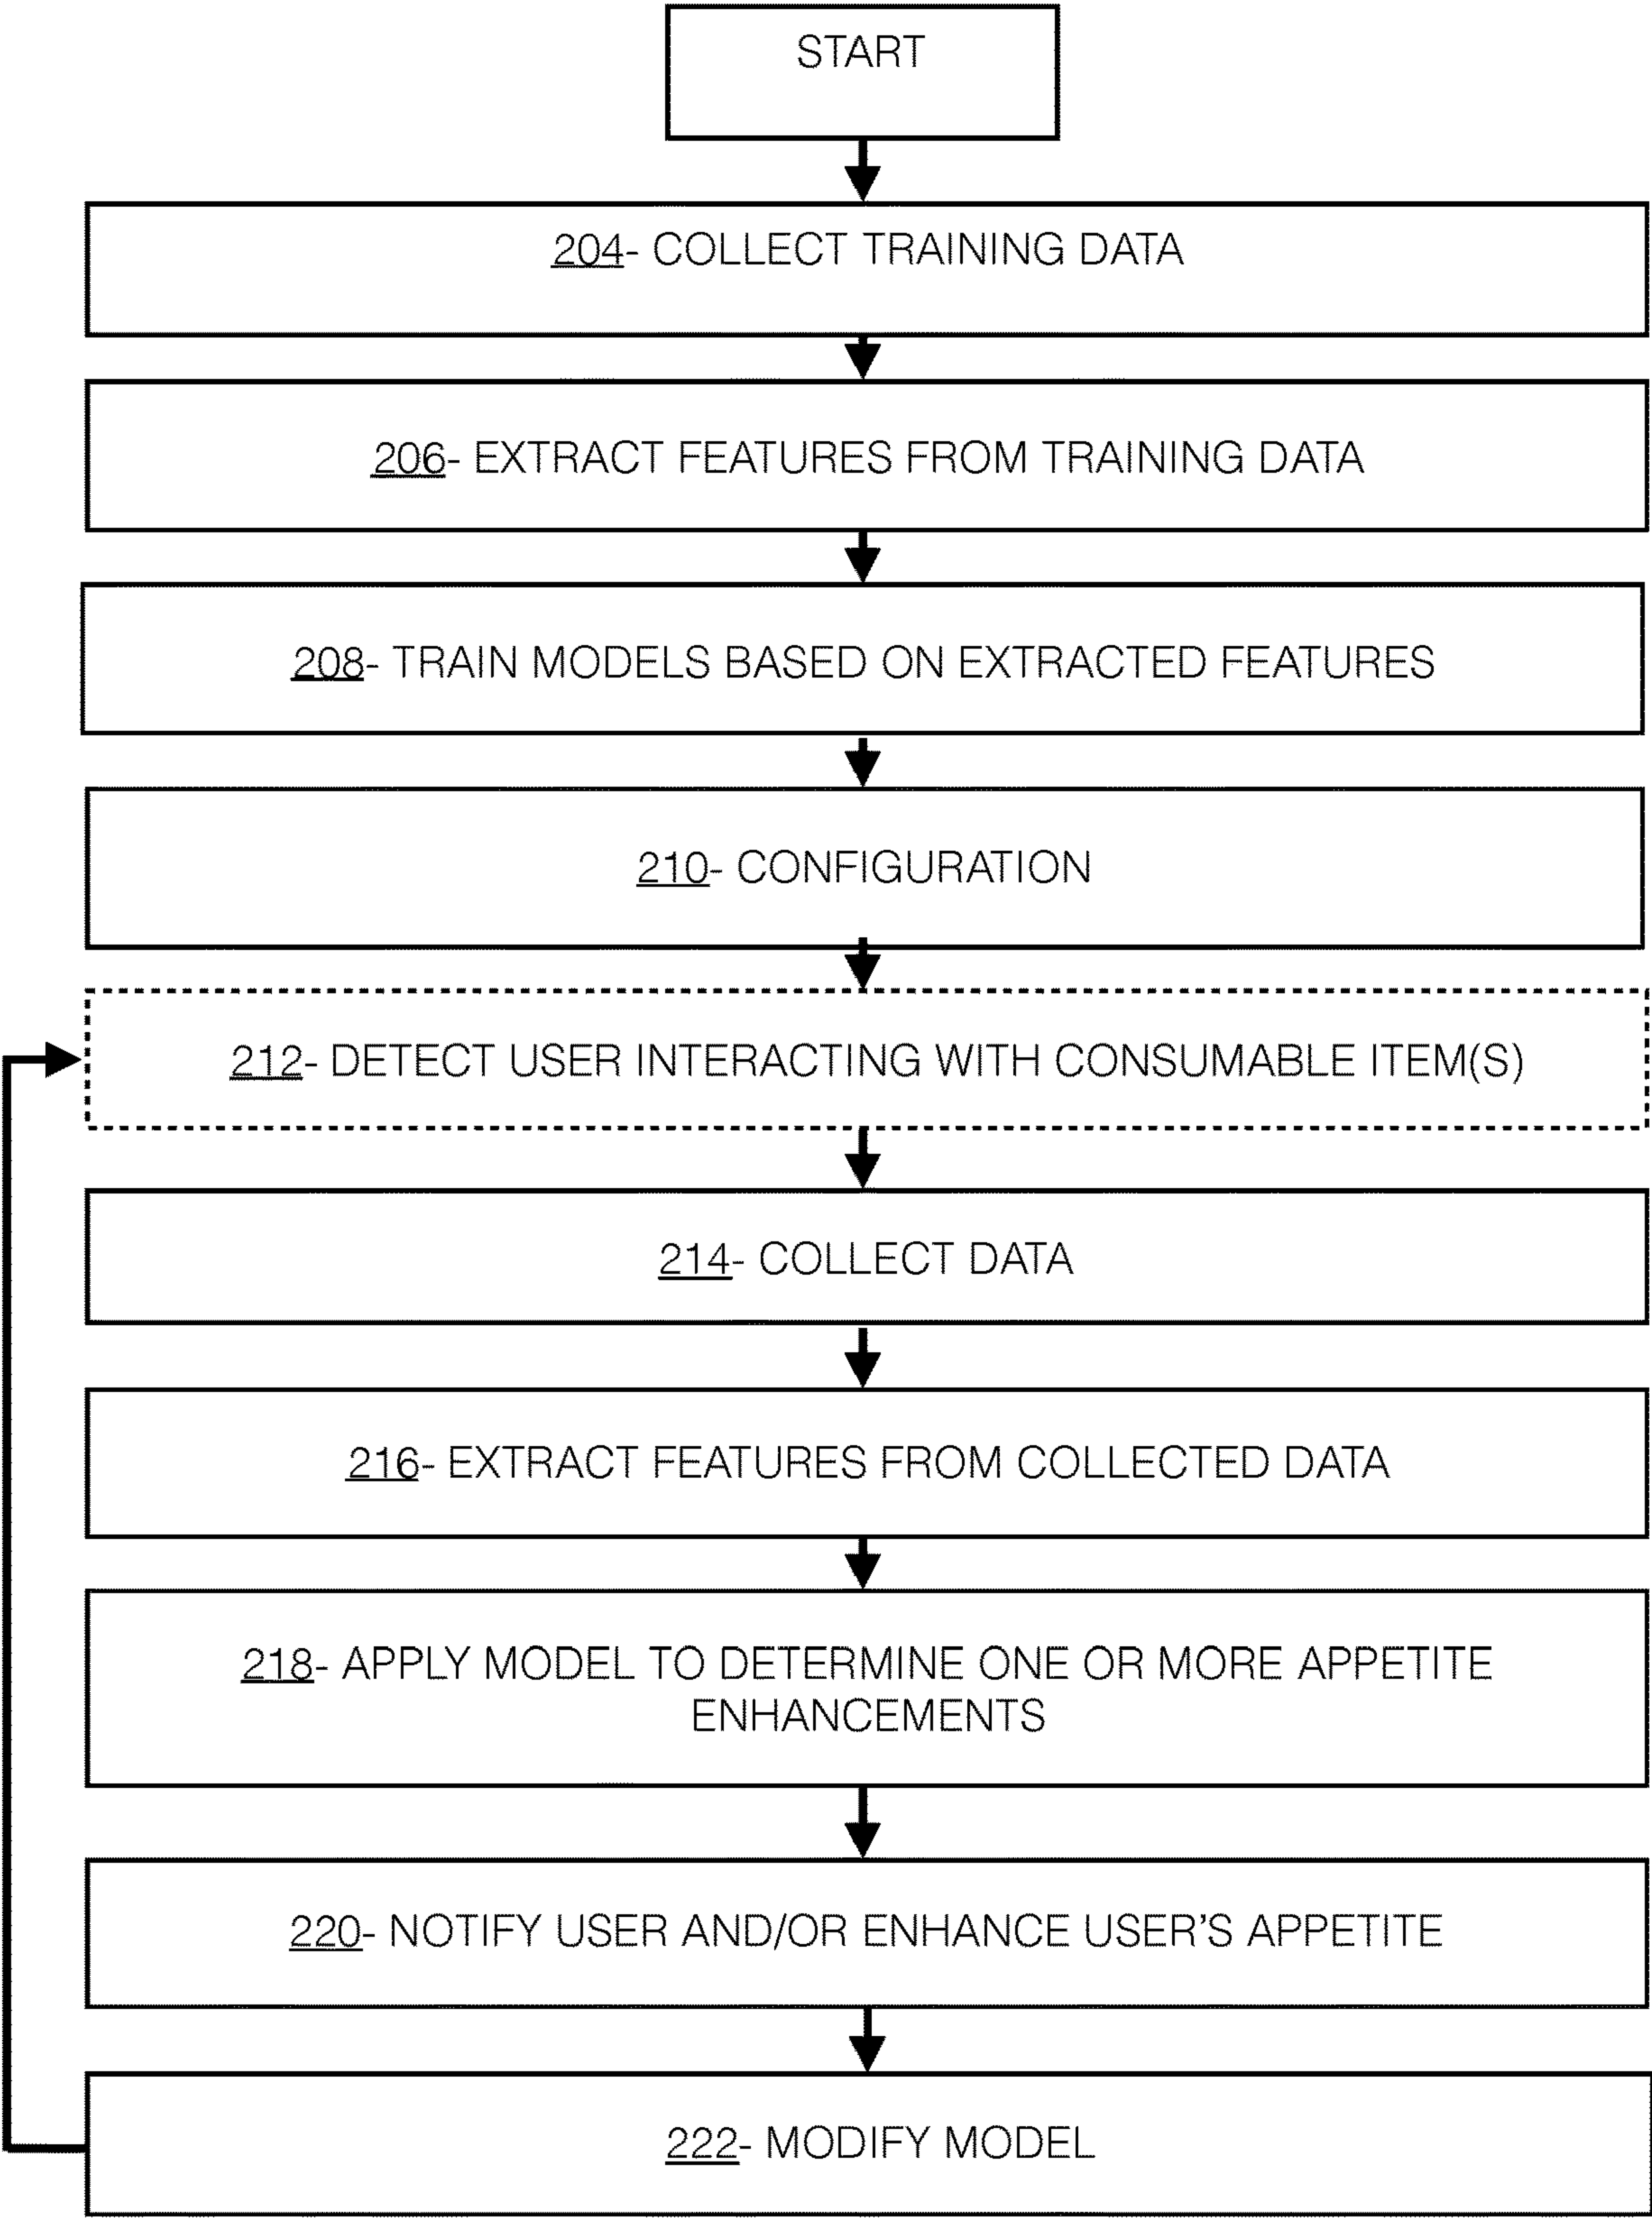 START
204- COLLECT TRAINING DATA
206- EXTRACT FEATURES FROM TRAINING DATA
208- TRAIN MODELS BASED ON EXTRACTED FEATURES
210- CONFIGURATION
212- DETECT USER INTERACTING WITH CONSUMABLE ITEM(S)
214- COLLECT DATA
216- EXTRACT FEATURES FROM COLLECTED DATA
218- APPLY MODEL TO DETERMINE ONE OR MORE APPETITE
ENHANCEMENTS
220- NOTIFY USER AND/OR ENHANCE USER'S APPETITE
222- MODIFY MODEL